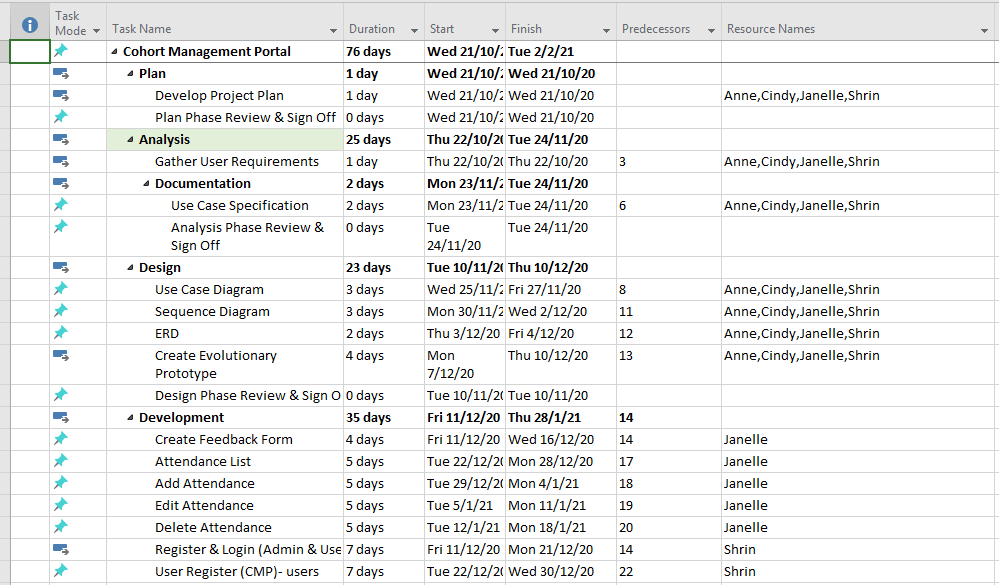 Task Mode Task Name Duration Start Finish Predecessors Resource Names
Cohort Management Portal 76 days Wed 21/10/2 Tue 2/2/21
Plan 1 day Wed 21/10/2 Wed 21/10/20
Develop Project Plan 1 day Wed 21/10/2 Wed 21/10/20 Anne,Cindy,Janelle,Shrin
Plan Phase Review & Sign Off 0 days Wed 21/10/2 Wed 21/10/20
Analysis 25 days Thu 22/10/20 Tue 24/11/20
Gather User Requirements 1 day Thu 22/10/20 Thu 22/10/20 3 Anne,Cindy,Janelle,Shrin
Documentation 2 days Mon 23/11/2 Tue 24/11/20
Use Case Specification 2 days Mon 23/11/2 Tue 24/11/20 6 Anne,Cindy,Janelle,Shrin
Analysis Phase Review & Sign Off 0 days Tue 24/11/20 Tue 24/11/20
Design 23 days Tue 10/11/20 Thu 10/12/20
Use Case Diagram 3 days Wed 25/11/2 Fri 27/11/20 8 Anne,Cindy,Janelle,Shrin
Sequence Diagram 3 days Mon 30/11/2 Wed 2/12/20 11 Anne,Cindy,Janelle,Shrin
ERD 2 days Thu 3/12/20 Fri 4/12/20 12 Anne,Cindy,Janelle,Shrin
Create Evolutionary Prototype 4 days Mon 7/12/20 Thu 10/12/20 13 Anne,Cindy,Janelle,Shrin
Design Phase Review & Sign O 0 days Tue 10/11/20 Tue 10/11/20
Development 35 days Fri 11/12/20 Thu 28/1/21 14
Create Feedback Form 4 days Fri 11/12/20 Wed 16/12/20 14 Janelle
Attendance List 5 days Tue 22/12/20 Mon 28/12/20 17 Janelle
Add Attendance 5 days Tue 29/12/20 Mon 4/1/21 18 Janelle
Edit Attendance 5 days Tue 5/1/21 Mon 11/1/21 19 Janelle
Delete Attendance 5 days Tue 12/1/21 Mon 18/1/21 20 Janelle
Register & Login (Admin & Use 7 days Fri 11/12/20 Mon 21/12/20 14 Shrin
User Register (CMP)- users 7 days Tue 22/12/20 Wed 30/12/20 22 Shrin